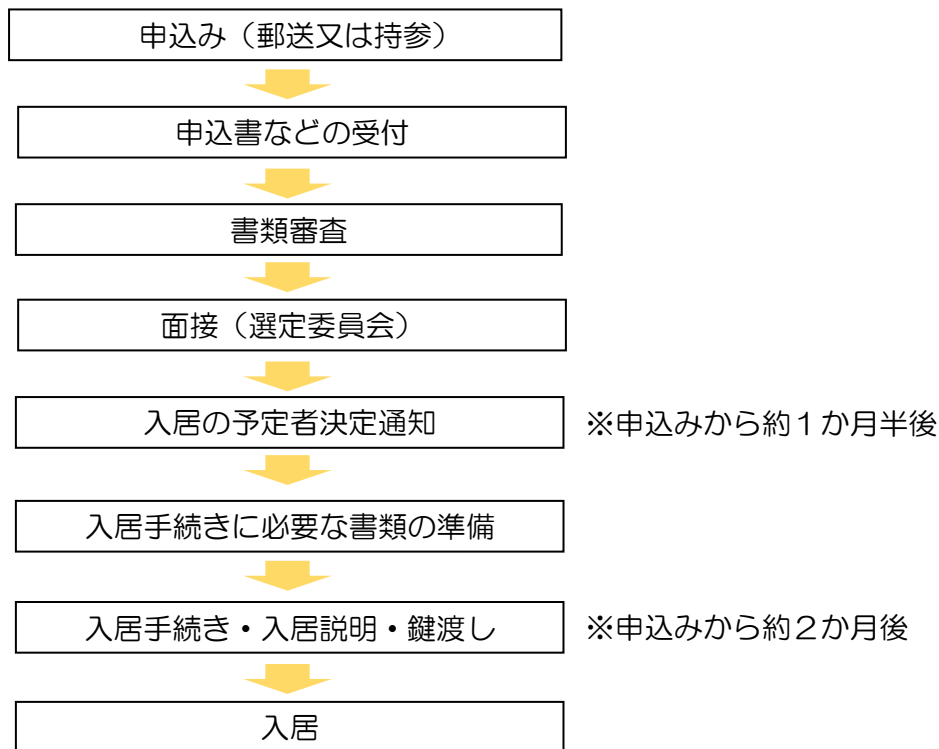 申込み（郵送又は持参）
申込書などの受付
書類審査
面接（選定委員会）
入居の予定者決定通知　※申込みから約１か月半後
入居手続きに必要な書類の準備
入居手続き・入居説明・鍵渡し　※申込みから約２か月後
入居